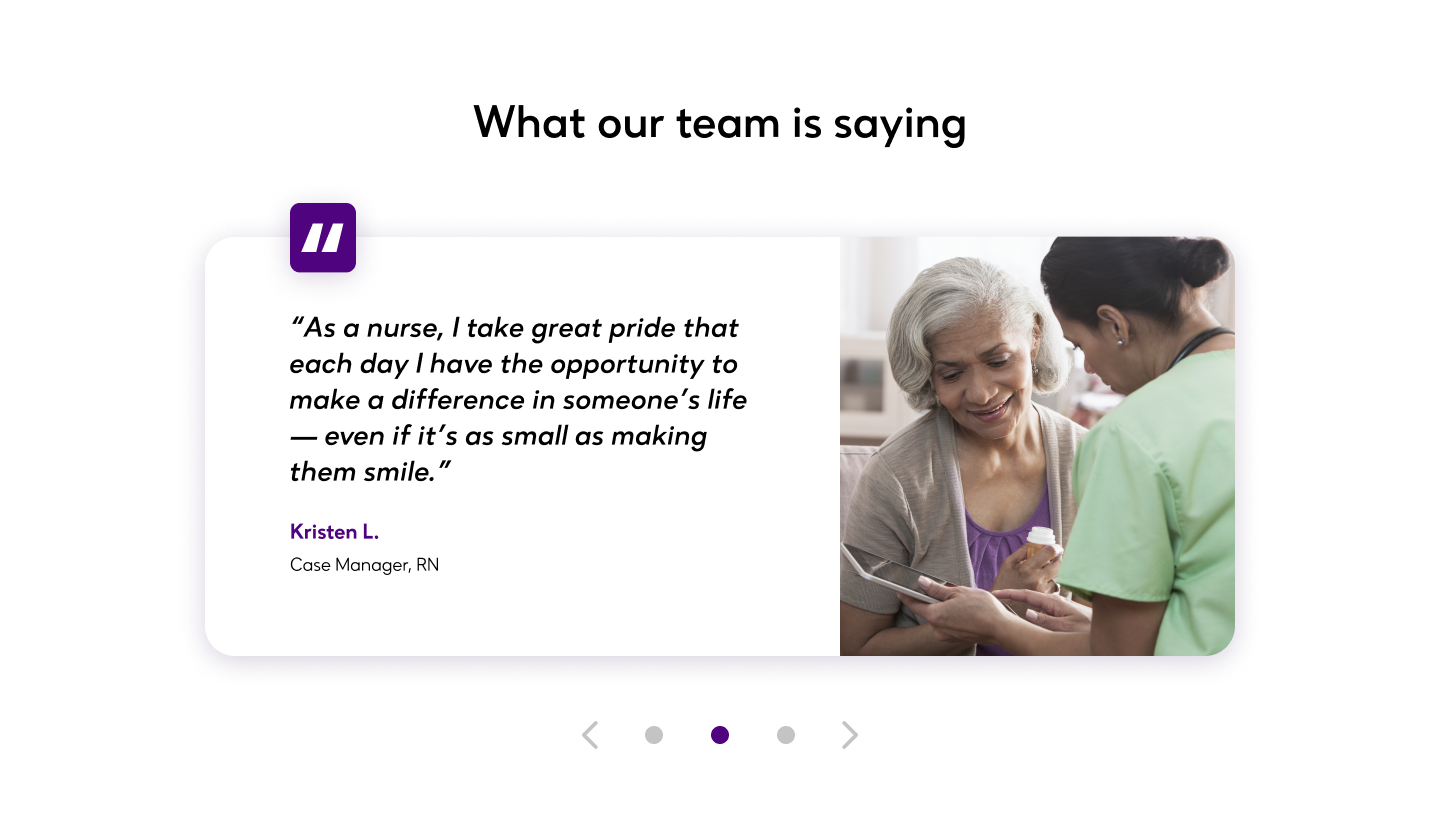 What our team is saying
“As a nurse, I take great pride that
each day I have the opportunity to
make a difference in someone’s life
— even if it’s as small as making
them smile.”
Kristen L.
Case Manager, RN